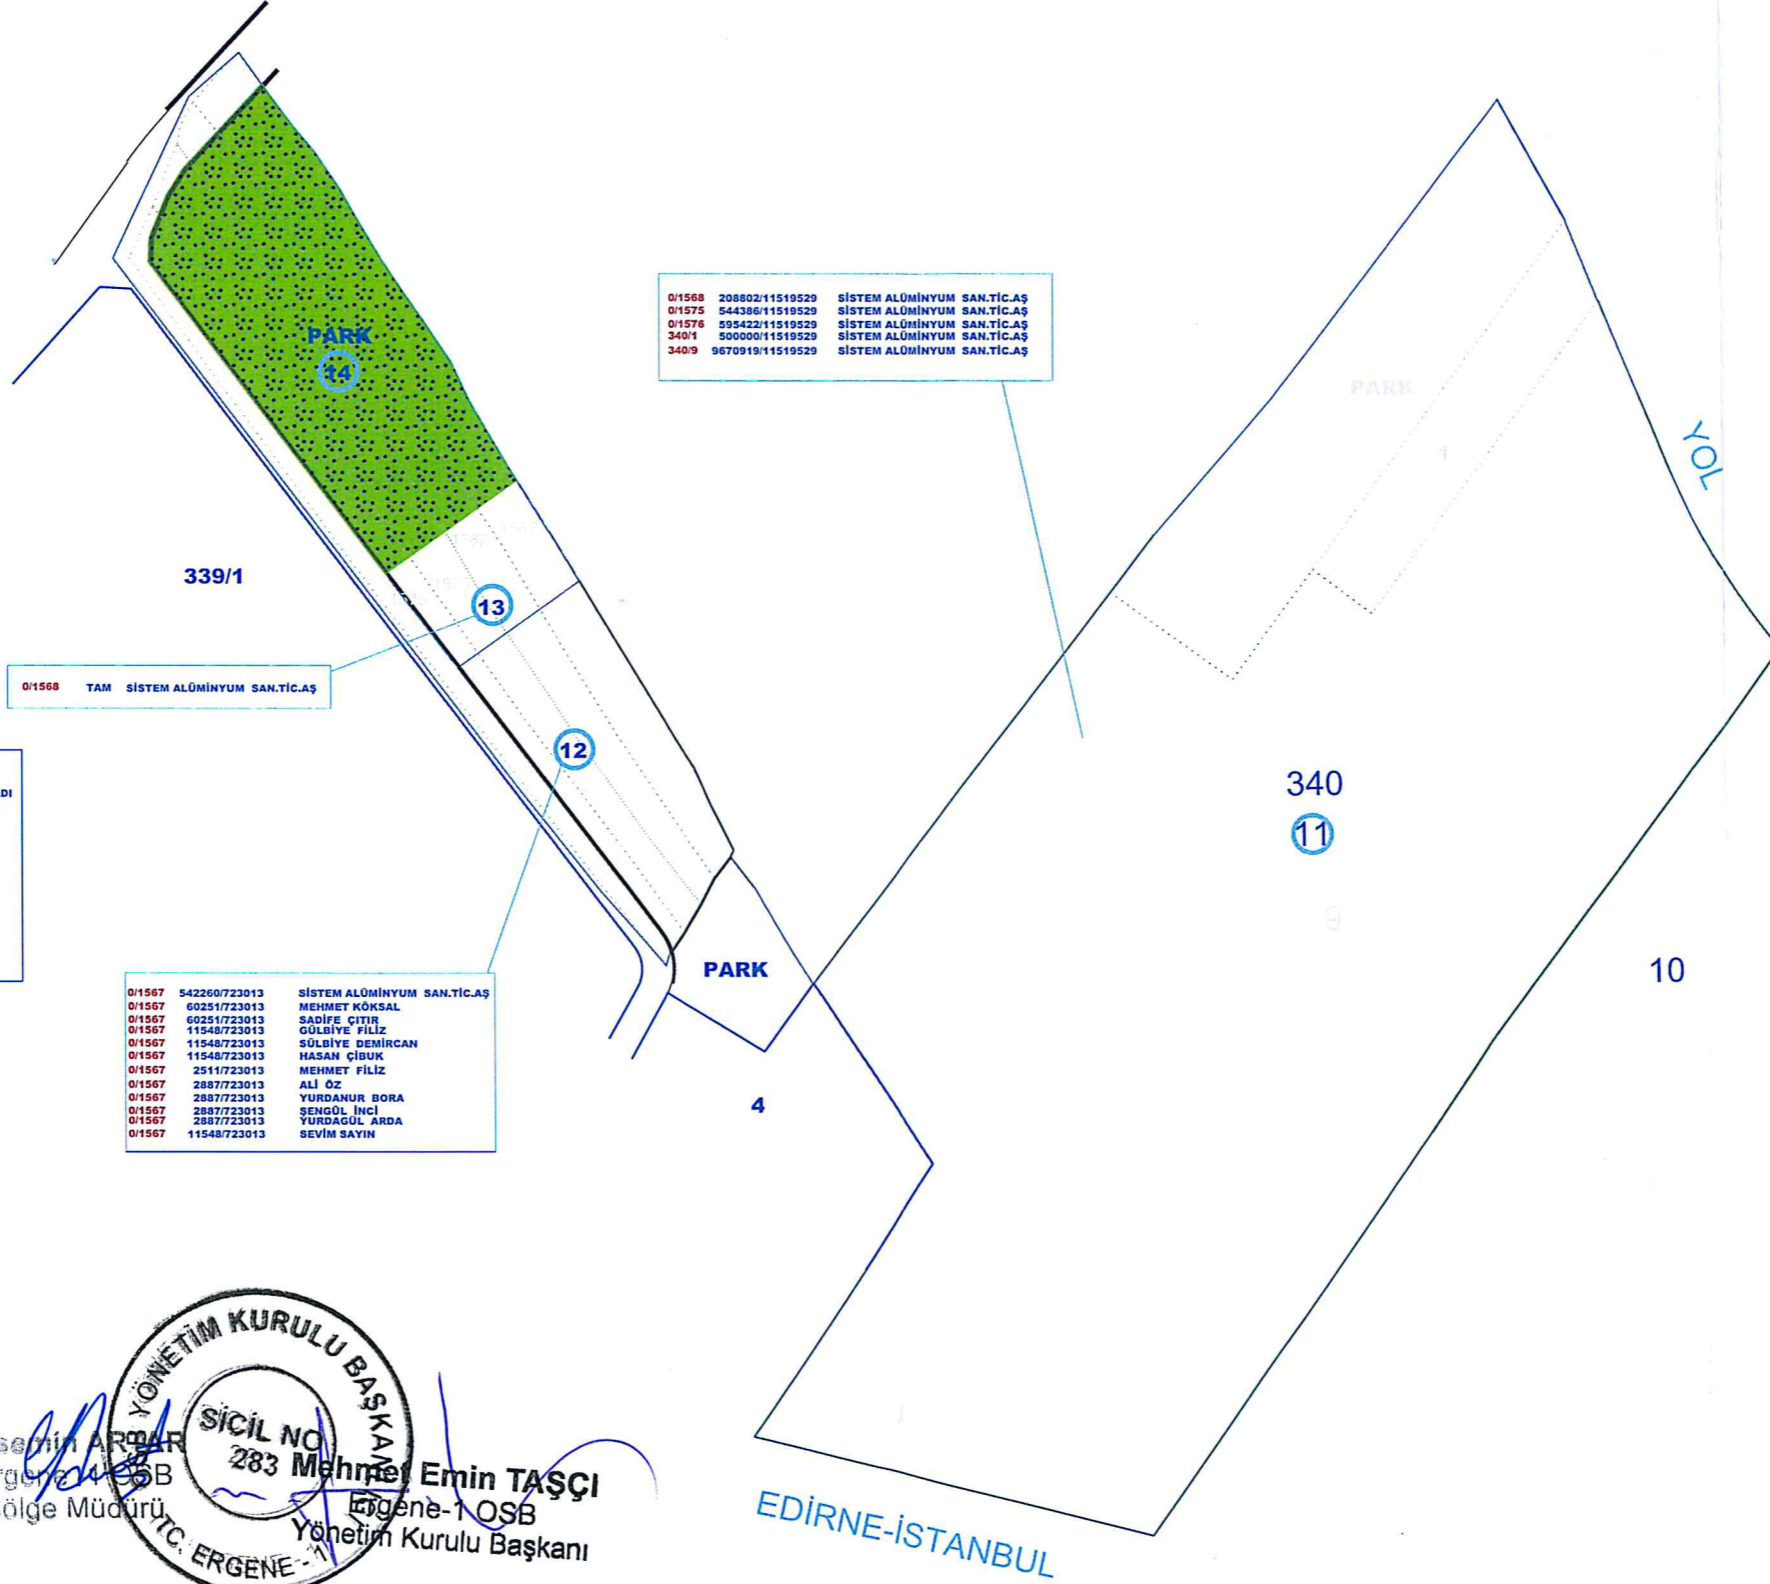 PARK
14
0/1568 208802/11519529 SİSTEM ALÜMİNYUM SAN.TİC.AŞ
0/1575 544386/11519529 SİSTEM ALÜMİNYUM SAN.TİC.AŞ
0/1576 595422/11519529 SİSTEM ALÜMİNYUM SAN.TİC.AŞ
340/1 500000/11519529 SİSTEM ALÜMİNYUM SAN.TİC.AŞ
340/9 9670919/11519529 SİSTEM ALÜMİNYUM SAN.TİC.AŞ
PARK
1
YOL
339/1
13
0/1568 TAM SİSTEM ALÜMİNYUM SAN.TİC.AŞ
12
DI
340
11
9
10
PARK
4
0/1567 542260/723013 SİSTEM ALÜMİNYUM SAN.TİC.AŞ
0/1567 60251/723013 MEHMET KÖKSAL
0/1567 60251/723013 SADİFE ÇITIR
0/1567 11548/723013 GÜLBİYE FİLİZ
0/1567 11548/723013 SÜLBİYE DEMİRCAN
0/1567 11548/723013 HASAN ÇİBUK
0/1567 2511/723013 MEHMET FİLİZ
0/1567 2887/723013 ALİ ÖZ
0/1567 2887/723013 YURDANUR BORA
0/1567 2887/723013 ŞENGÜL İNCİ
0/1567 2887/723013 YURDAGÜL ARDA
0/1567 11548/723013 SEVİM SAYIN
OSB YÖNETİM KURULU BAŞKANLIĞI
TC. ERGENE - 1
SİCİL NO
283
semin
OSB
ölge Müdürü
Mehmet Emin TAŞÇI
Ergene-1 OSB
Yönetim Kurulu Başkanı
EDİRNE-İSTANBUL